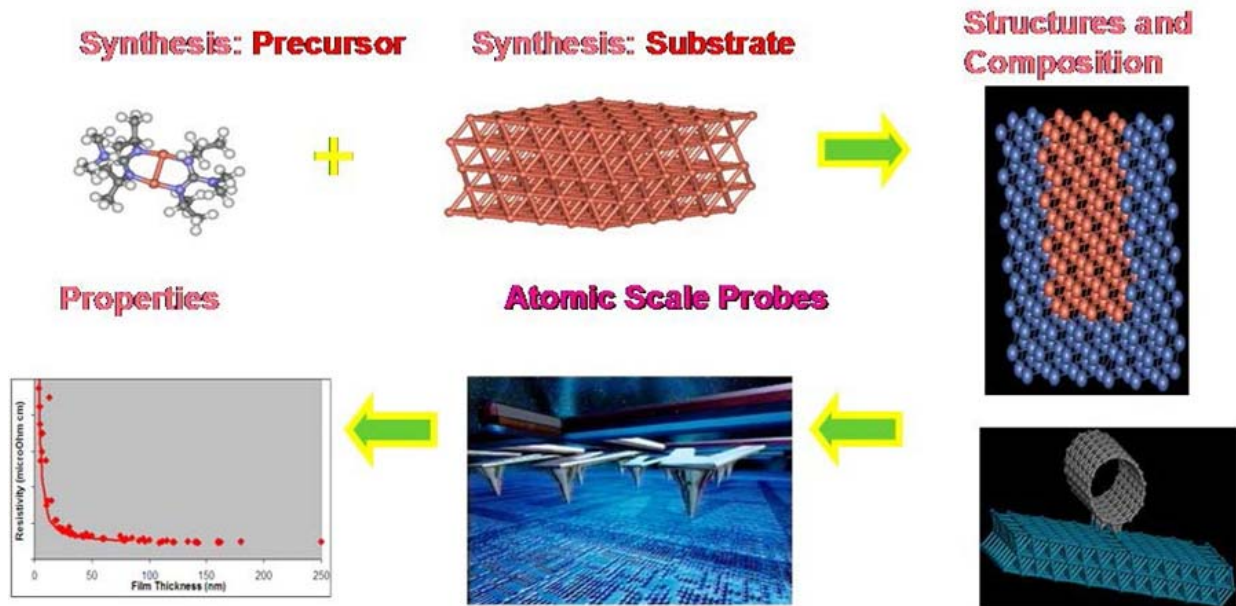 Synthesis: Precursor
Synthesis: Substrate
Structures and
Composition
Properties
Atomic Scale Probes
Resistivity (microOhm cm)
0 50 100 150 200 250
Film Thickness (nm)